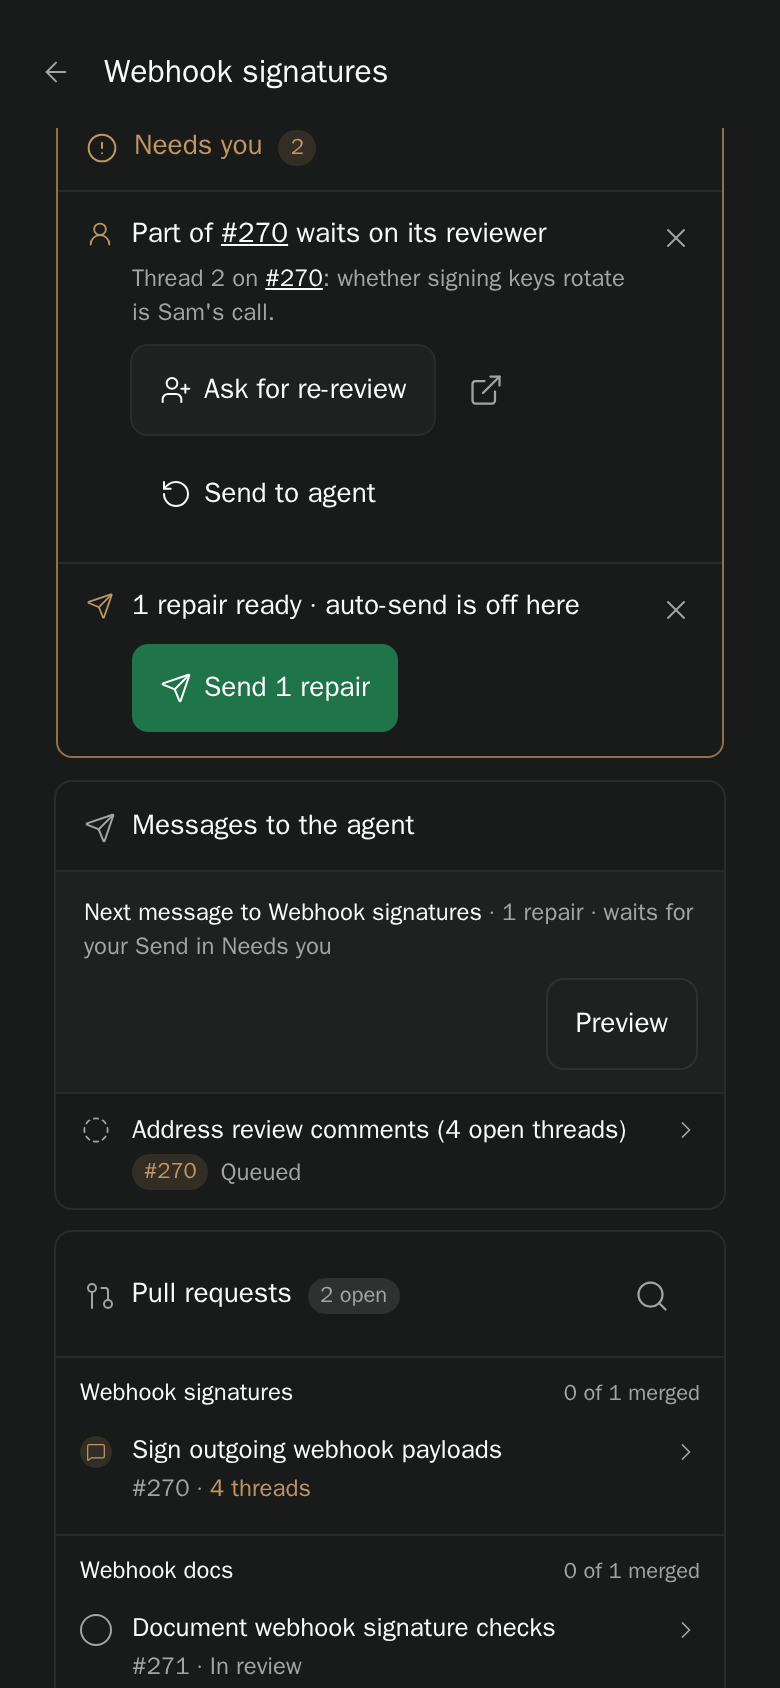 Webhook signatures
Needs you 2
Part of #270 waits on its reviewer
Thread 2 on #270: whether signing keys rotate
is Sam's call.
Ask for re-review
Send to agent
1 repair ready · auto-send is off here
Send 1 repair
Messages to the agent
Next message to Webhook signatures · 1 repair · waits for
your Send in Needs you
Preview
Address review comments (4 open threads)
#270 Queued
Pull requests 2 open
Webhook signatures 0 of 1 merged
Sign outgoing webhook payloads
#270 · 4 threads
Webhook docs 0 of 1 merged
Document webhook signature checks
#271 · In review